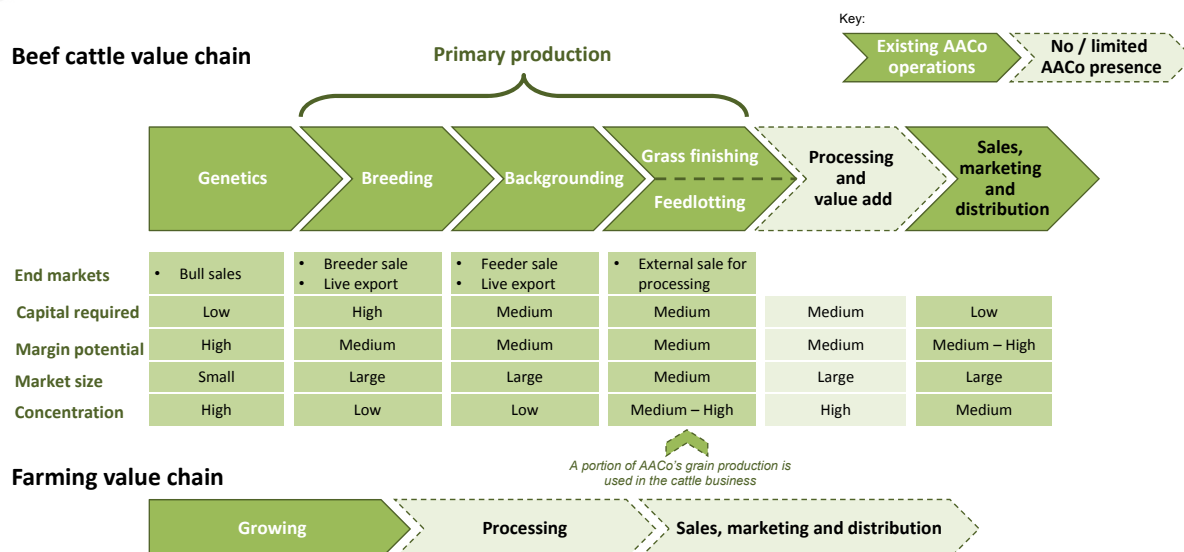 Key:
Beef cattle value chain
Primary production
Existing AACo
operations
No / limited
AACo presence
Genetics
Breeding
Backgrounding
Grass finishing
Feedlotting
Processing
and
value add
Sales,
marketing
and
distribution
End markets
• Bull sales
• Breeder sale
• Live export
• Feeder sale
• Live export
• External sale for
processing
Capital required
Low
High
Medium
Medium
Medium
Low
Margin potential
High
Medium
Medium
Medium
Medium
Medium – High
Market size
Small
Large
Large
Medium
Large
Large
Concentration
High
Low
Low
Medium – High
High
Medium
A portion of AACo's grain production is
used in the cattle business
Farming value chain
Growing
Processing
Sales, marketing and distribution